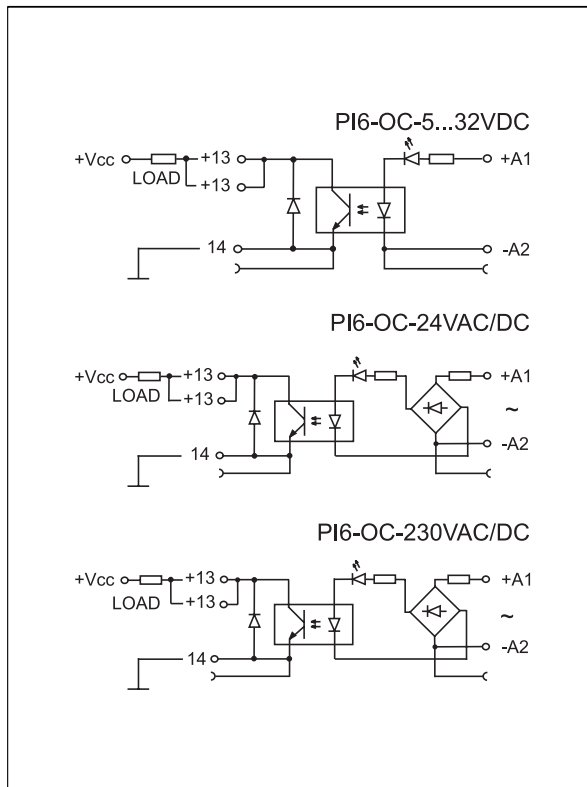 PI6-OC-5...32VDC
+Vcc
+13
+A1
LOAD
+13
14
-A2
PI6-OC-24VAC/DC
+Vcc
+13
+A1
LOAD
+13
~
14
-A2
PI6-OC-230VAC/DC
+Vcc
+13
+A1
LOAD
+13
~
14
-A2